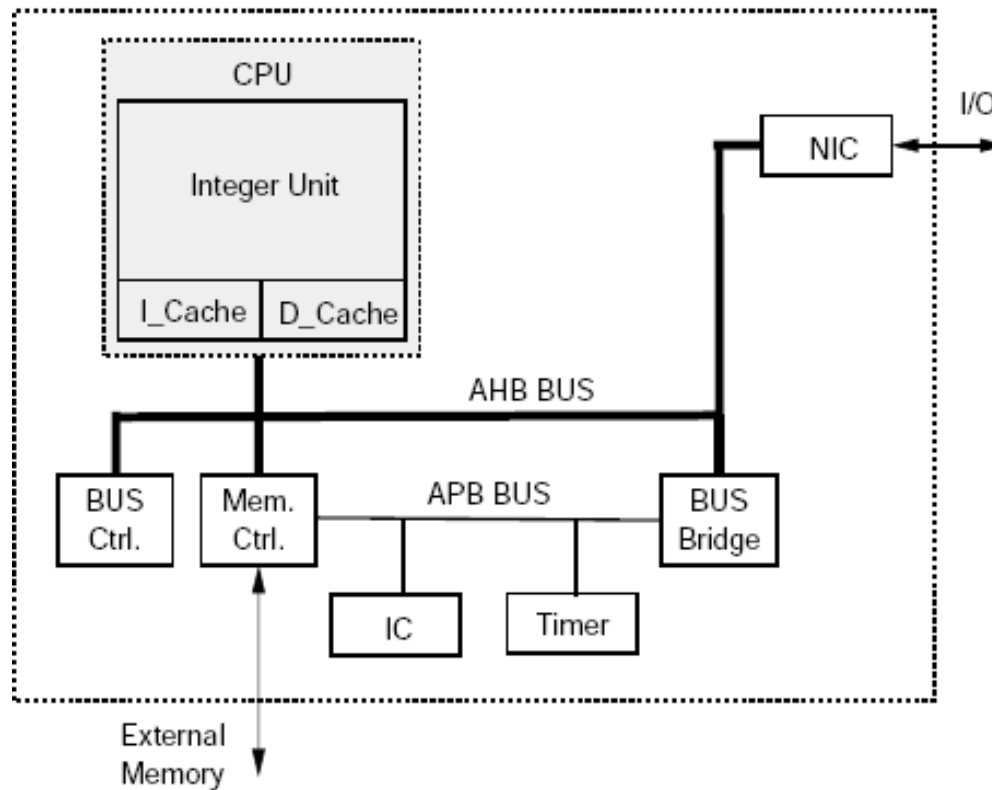 CPU
Integer Unit
I_Cache
D_Cache
NIC
I/O
AHB BUS
BUS
Ctrl.
Mem.
Ctrl.
APB BUS
BUS
Bridge
IC
Timer
External
Memory